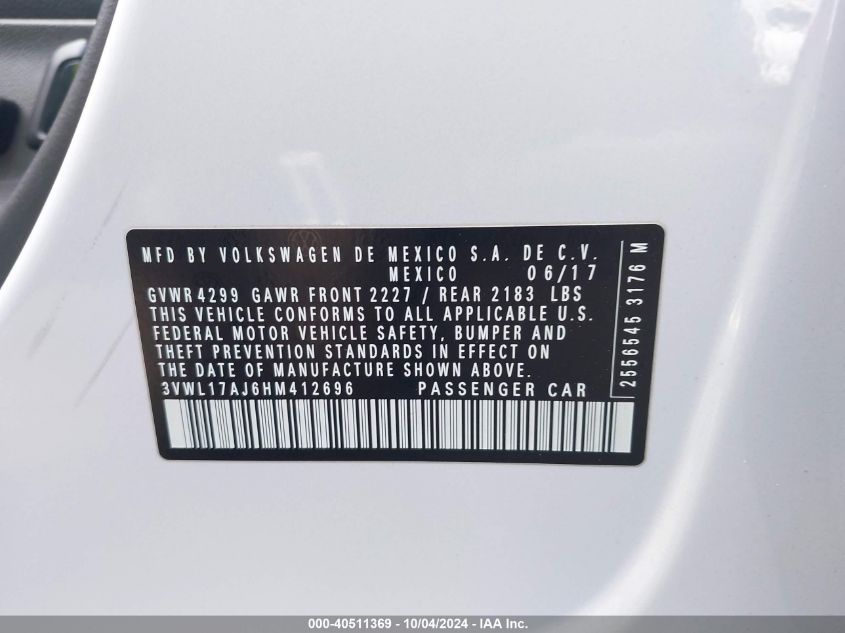 MFD BY VOLKSWAGEN DE MEXICO S.A. DE C.V.
MEXICO 06/17
GVWR 4299 GAWR FRONT 2227 / REAR 2183 LBS
THIS VEHICLE CONFORMS TO ALL APPLICABLE U.S.
FEDERAL MOTOR VEHICLE SAFETY, BUMPER AND
THEFT PREVENTION STANDARDS IN EFFECT ON
THE DATE OF MANUFACTURE SHOWN ABOVE.
3VWL17AJ6HM412696 PASSENGER CAR
2556545 3176 M
000-40511369 - 10/04/2024 - IAA Inc.